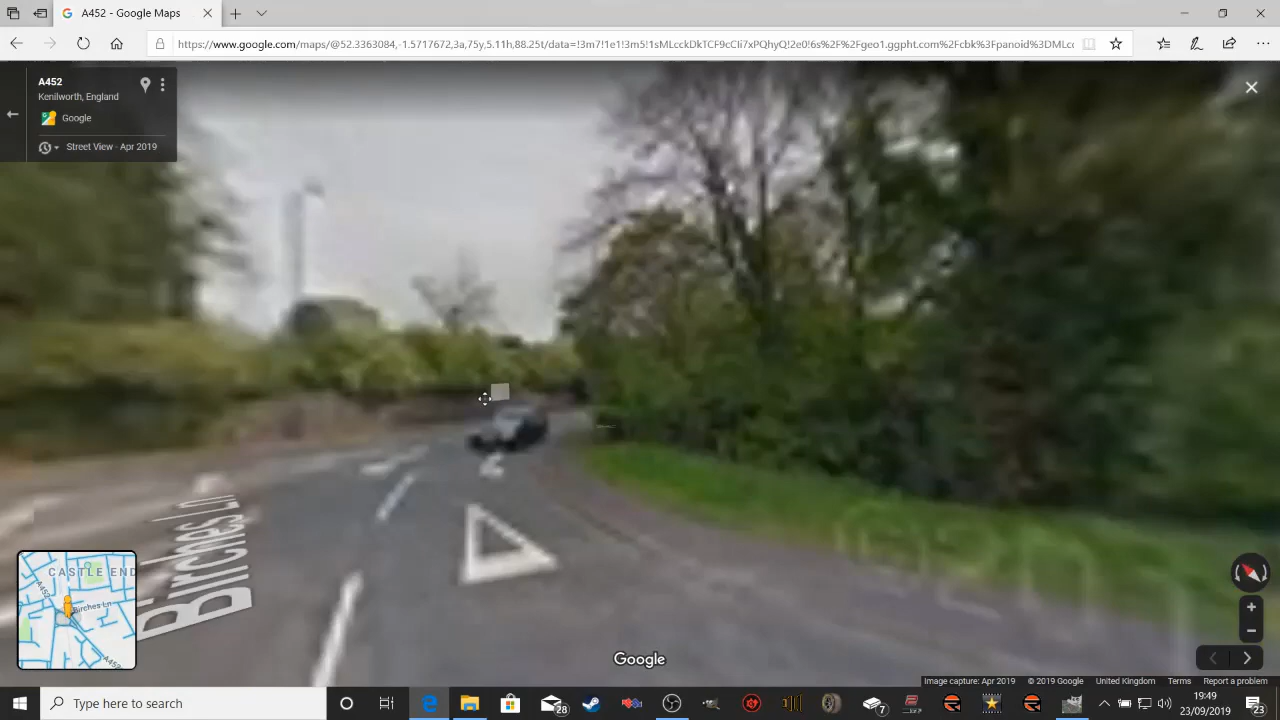 A452 - Google Maps
https://www.google.com/maps/@52.3363034,-1.5717672,3a,75y,5.11h,88.25t/data=!3m7!1e1!3m5!1sMLcckDkTCF9cCIi7xPQhyQ!2e0!6s%2F%2Fgeo1.ggpht.com%2Fcbk%3Fpanoid%3DMLcc
A452
Kenilworth, England
Google
Street View - Apr 2019
Birches Ln
CASTLE END
A452
Birches Ln
A452
Google
Image capture: Apr 2019 © 2019 Google United Kingdom Terms Report a problem
Type here to search
28
7
19:49
23/09/2019
23